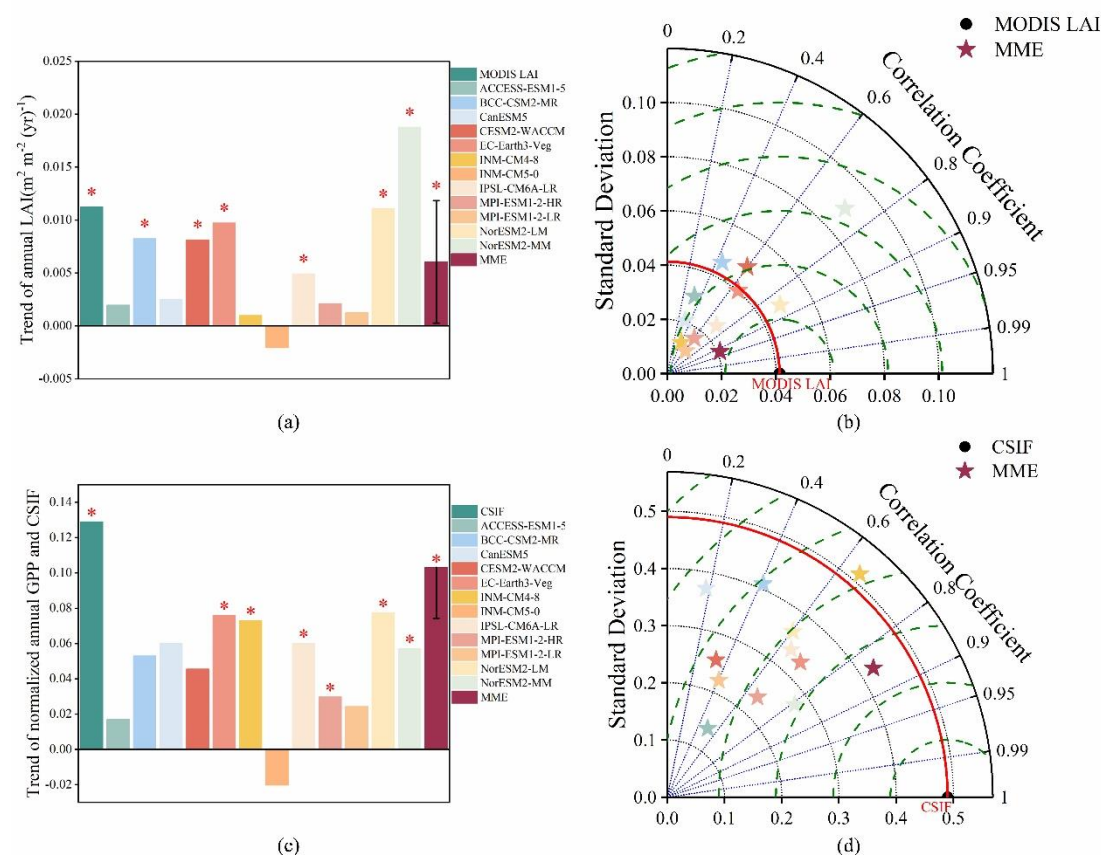 Trend of annual LAI(m² m⁻² (yr)⁻¹)
0.025
0.020
0.015
0.010
0.005
0.000
-0.005
* * * * * * * *
MODIS LAI
ACCESS-ESM1-5
BCC-CSM2-MR
CanESM5
CESM2-WACCM
EC-Earth3-Veg
INM-CM4-8
INM-CM5-0
IPSL-CM6A-LR
MPI-ESM1-2-HR
MPI-ESM1-2-LR
NorESM2-LM
NorESM2-MM
MME
(a)
MODIS LAI
MME
Standard Deviation
Correlation Coefficient
0 0.2 0.4 0.6 0.8 0.9 0.95 0.99 1
0.10
0.08
0.06
0.04
0.02
0.00
MODIS LAI
0.00 0.02 0.04 0.06 0.08 0.10
(b)
Trend of normalized annual GPP and CSIF
0.14
0.12
0.10
0.08
0.06
0.04
0.02
0.00
-0.02
* * * * * * * *
CSIF
ACCESS-ESM1-5
BCC-CSM2-MR
CanESM5
CESM2-WACCM
EC-Earth3-Veg
INM-CM4-8
INM-CM5-0
IPSL-CM6A-LR
MPI-ESM1-2-HR
MPI-ESM1-2-LR
NorESM2-LM
NorESM2-MM
MME
(c)
CSIF
MME
Standard Deviation
Correlation Coefficient
0 0.2 0.4 0.6 0.8 0.9 0.95 0.99 1
0.5
0.4
0.3
0.2
0.1
0.0
CSIF
0.0 0.1 0.2 0.3 0.4 0.5
(d)